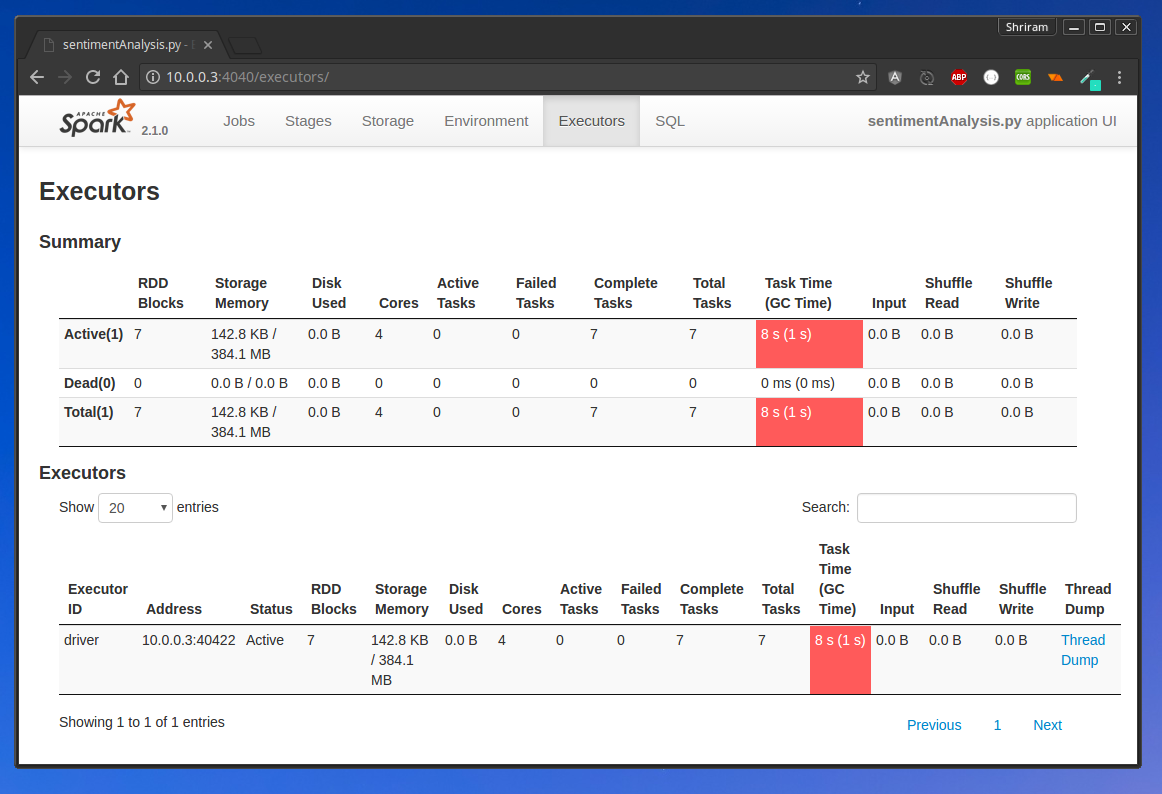 Shriram
sentimentAnalysis.py - E
10.0.0.3:4040/executors/
ABP
CORS
APACHE
Spark 2.1.0
Jobs Stages Storage Environment Executors SQL sentimentAnalysis.py application UI
Executors
Summary
RDD Blocks Storage Memory Disk Used Cores Active Tasks Failed Tasks Complete Tasks Total Tasks Task Time (GC Time) Input Shuffle Read Shuffle Write
Active(1) 7 142.8 KB / 384.1 MB 0.0 B 4 0 0 7 7 8 s (1 s) 0.0 B 0.0 B 0.0 B
Dead(0) 0 0.0 B / 0.0 B 0.0 B 0 0 0 0 0 0 ms (0 ms) 0.0 B 0.0 B 0.0 B
Total(1) 7 142.8 KB / 384.1 MB 0.0 B 4 0 0 7 7 8 s (1 s) 0.0 B 0.0 B 0.0 B
Executors
Show 20 entries Search:
Executor ID Address Status RDD Blocks Storage Memory Disk Used Cores Active Tasks Failed Tasks Complete Tasks Total Tasks Task Time (GC Time) Input Shuffle Read Shuffle Write Thread Dump
driver 10.0.0.3:40422 Active 7 142.8 KB / 384.1 MB 0.0 B 4 0 0 7 7 8 s (1 s) 0.0 B 0.0 B 0.0 B Thread Dump
Showing 1 to 1 of 1 entries
Previous 1 Next